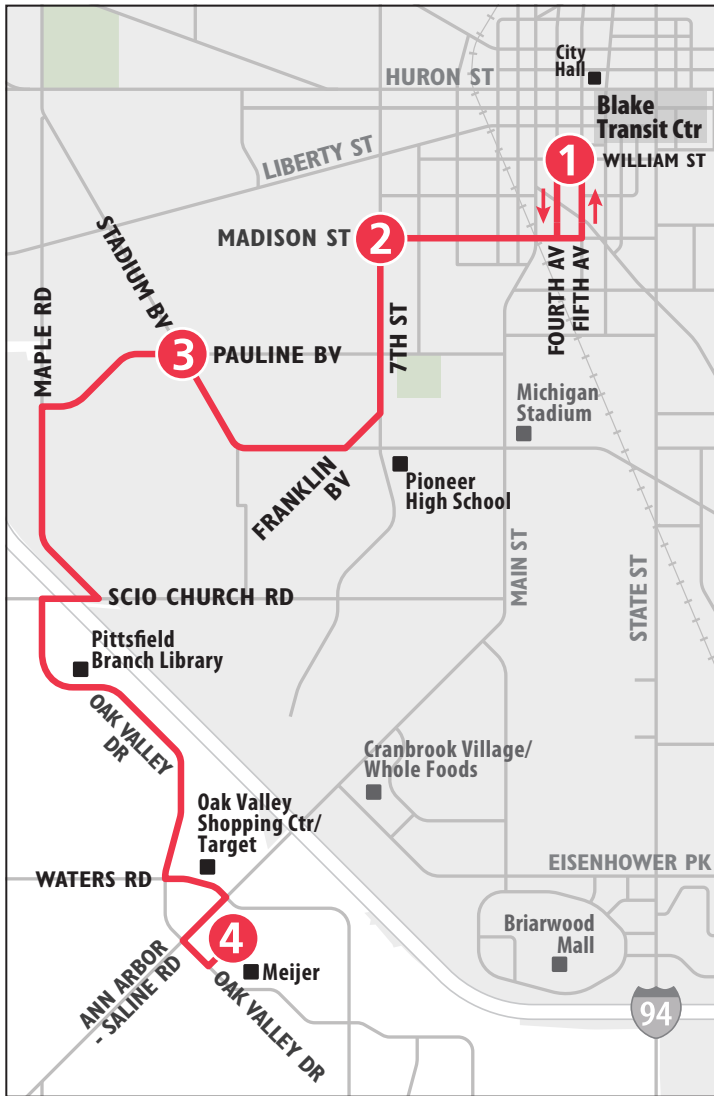 City
Hall
HURON ST
Blake
Transit Ctr
1
WILLIAM ST
LIBERTY ST
MADISON ST
2
FOURTH AV
FIFTH AV
STADIUM BV
MAPLE RD
3
PAULINE BV
7TH ST
Michigan
Stadium
FRANKLIN
BV
Pioneer
High School
MAIN ST
STATE ST
SCIO CHURCH RD
Pittsfield
Branch Library
OAK VALLEY
DR
Cranbrook Village/
Whole Foods
Oak Valley
Shopping Ctr/
Target
WATERS RD
EISENHOWER PK
Briarwood
Mall
4
Meijer
ANN ARBOR
- SALINE RD
OAK VALLEY DR
94